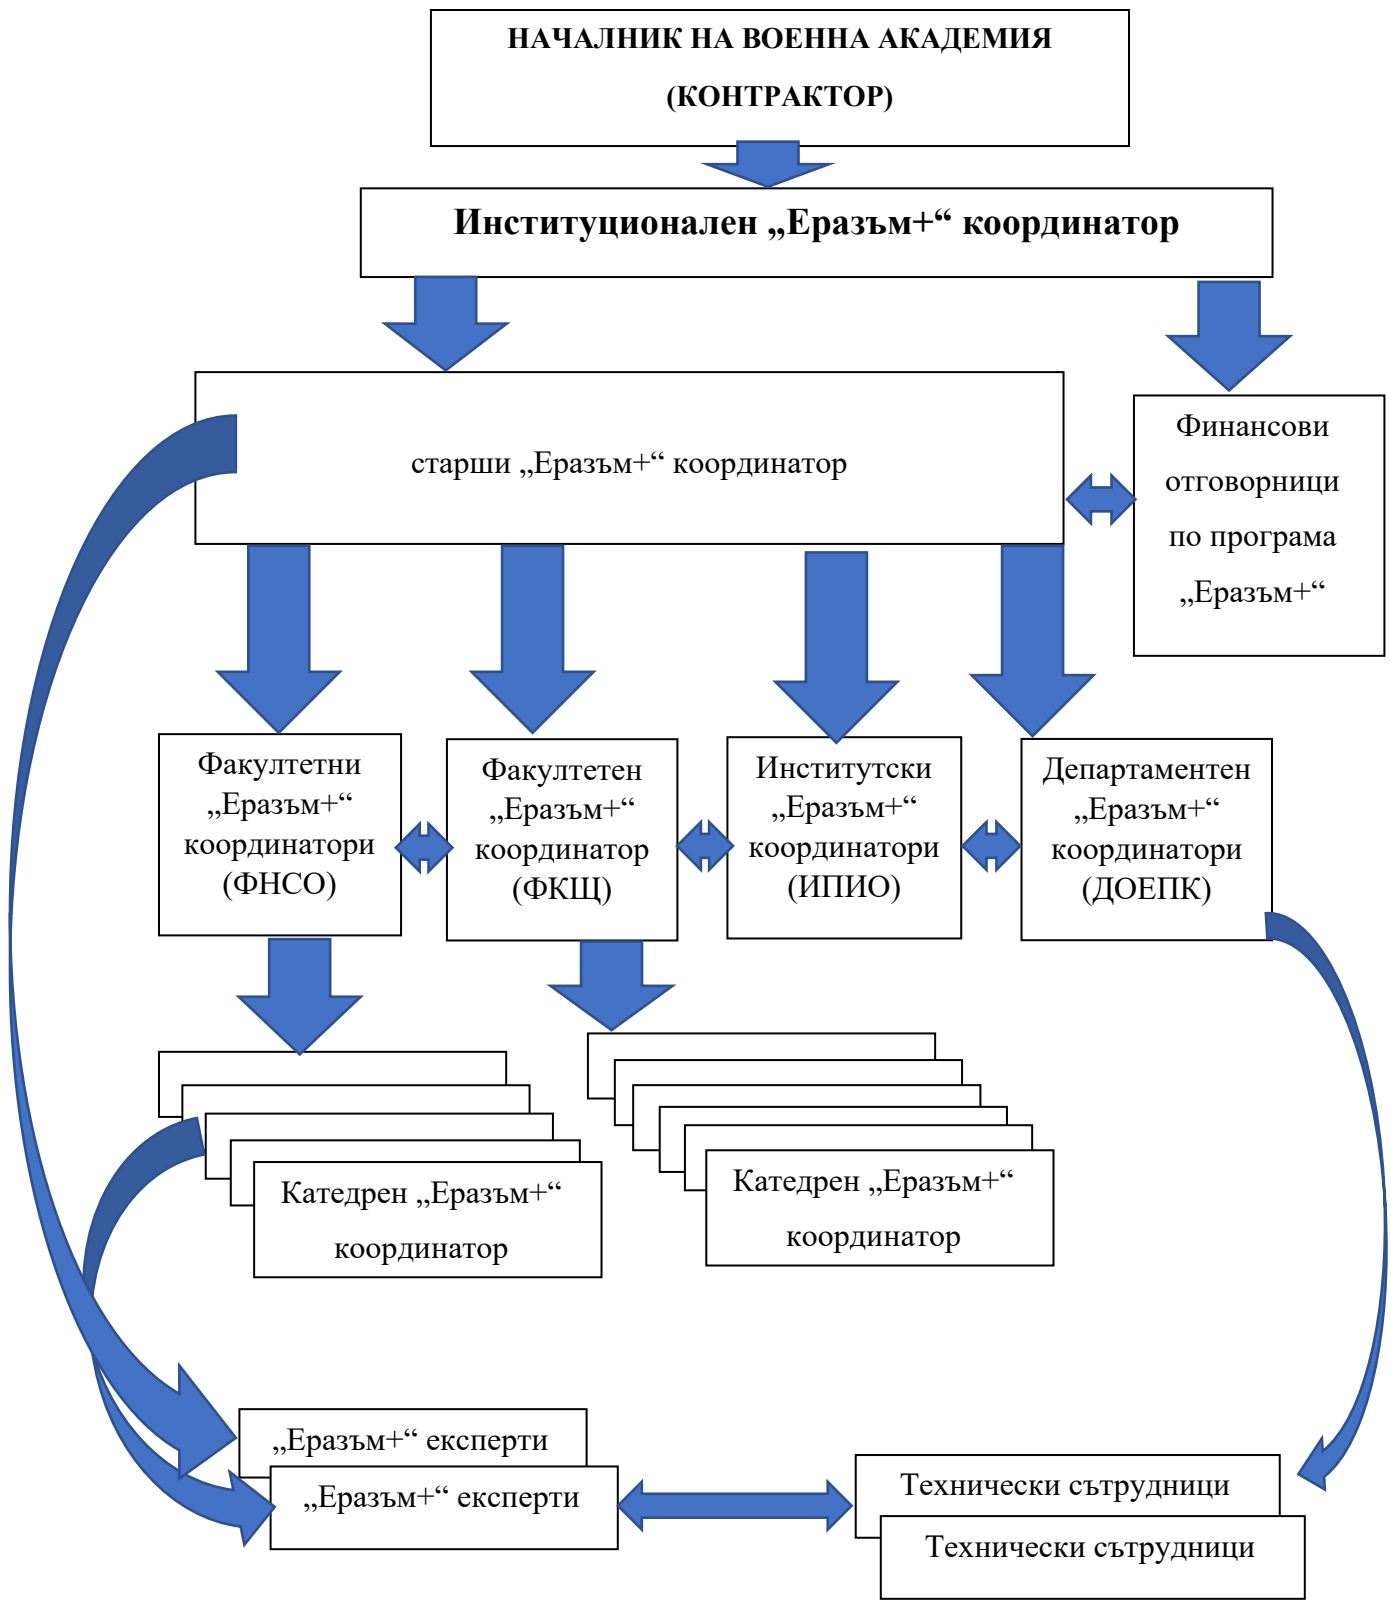 НАЧАЛНИК НА ВОЕННА АКАДЕМИЯ
(КОНТРАКТОР)
Институционален „Еразъм+“ координатор
старши „Еразъм+“ координатор
Финансови
отговорници
по програма
„Еразъм+“
Факултетни
„Еразъм+“
координатори
(ФНСО)
Факултетен
„Еразъм+“
координатор
(ФКЩ)
Институтски
„Еразъм+“
координатори
(ИПИО)
Департаментен
„Еразъм+“
координатори
(ДОЕПК)
Катедрен „Еразъм+“
координатор
Катедрен „Еразъм+“
координатор
„Еразъм+“ експерти
„Еразъм+“ експерти
Технически сътрудници
Технически сътрудници